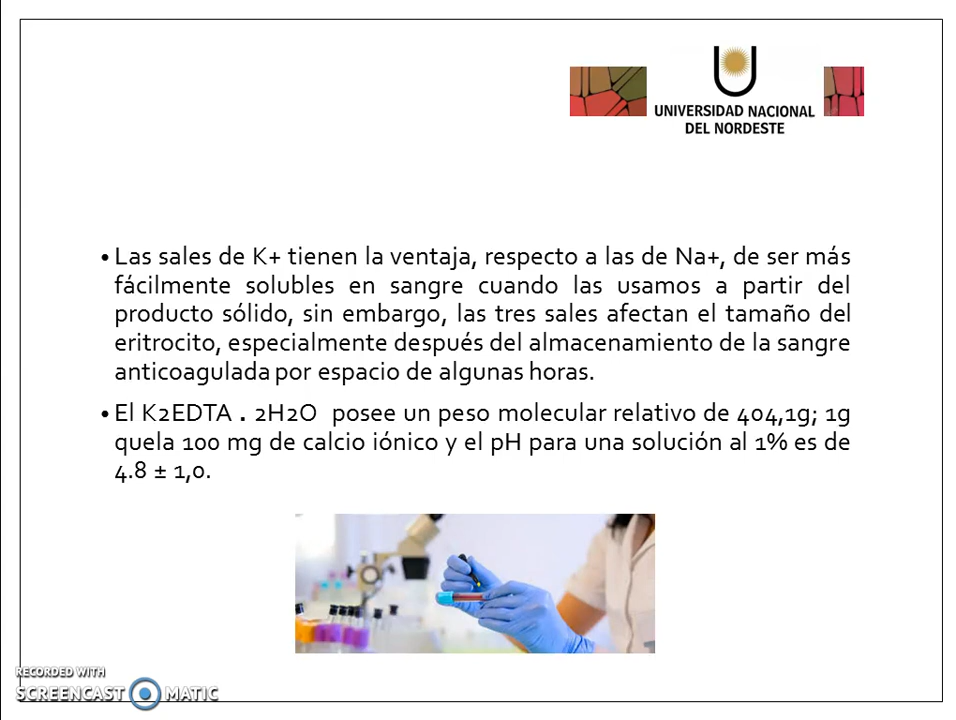 UNIVERSIDAD NACIONAL
DEL NORDESTE
• Las sales de K+ tienen la ventaja, respecto a las de Na+, de ser más
fácilmente solubles en sangre cuando las usamos a partir del
producto sólido, sin embargo, las tres sales afectan el tamaño del
eritrocito, especialmente después del almacenamiento de la sangre
anticoagulada por espacio de algunas horas.
• El K2EDTA . 2H2O posee un peso molecular relativo de 404,1g; 1g
quela 100 mg de calcio iónico y el pH para una solución al 1% es de
4.8 ± 1,0.
RECORDED WITH
SCREENCAST MATIC